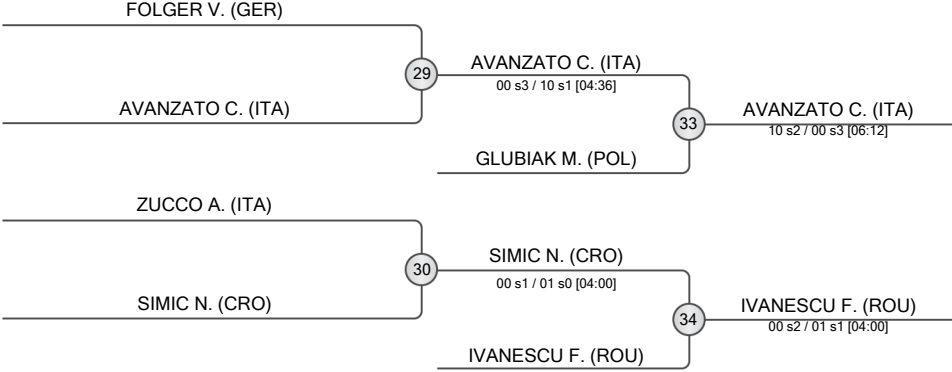 FOLGER V. (GER)
29
AVANZATO C. (ITA)
00 s3 / 10 s1 [04:36]
AVANZATO C. (ITA)
33
AVANZATO C. (ITA)
10 s2 / 00 s3 [06:12]
GLUBIAK M. (POL)
ZUCCO A. (ITA)
30
SIMIC N. (CRO)
00 s1 / 01 s0 [04:00]
SIMIC N. (CRO)
34
IVANESCU F. (ROU)
00 s2 / 01 s1 [04:00]
IVANESCU F. (ROU)